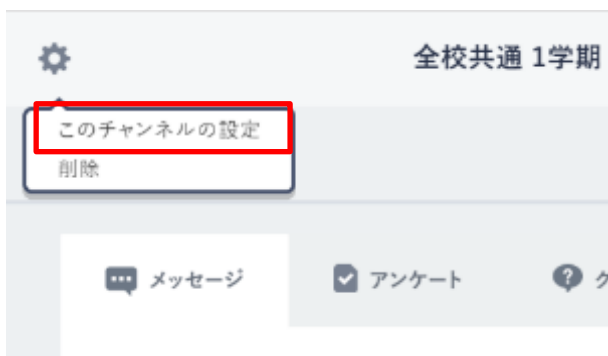 全校共通 1学期
このチャンネルの設定
削除
メッセージ
アンケート
ク